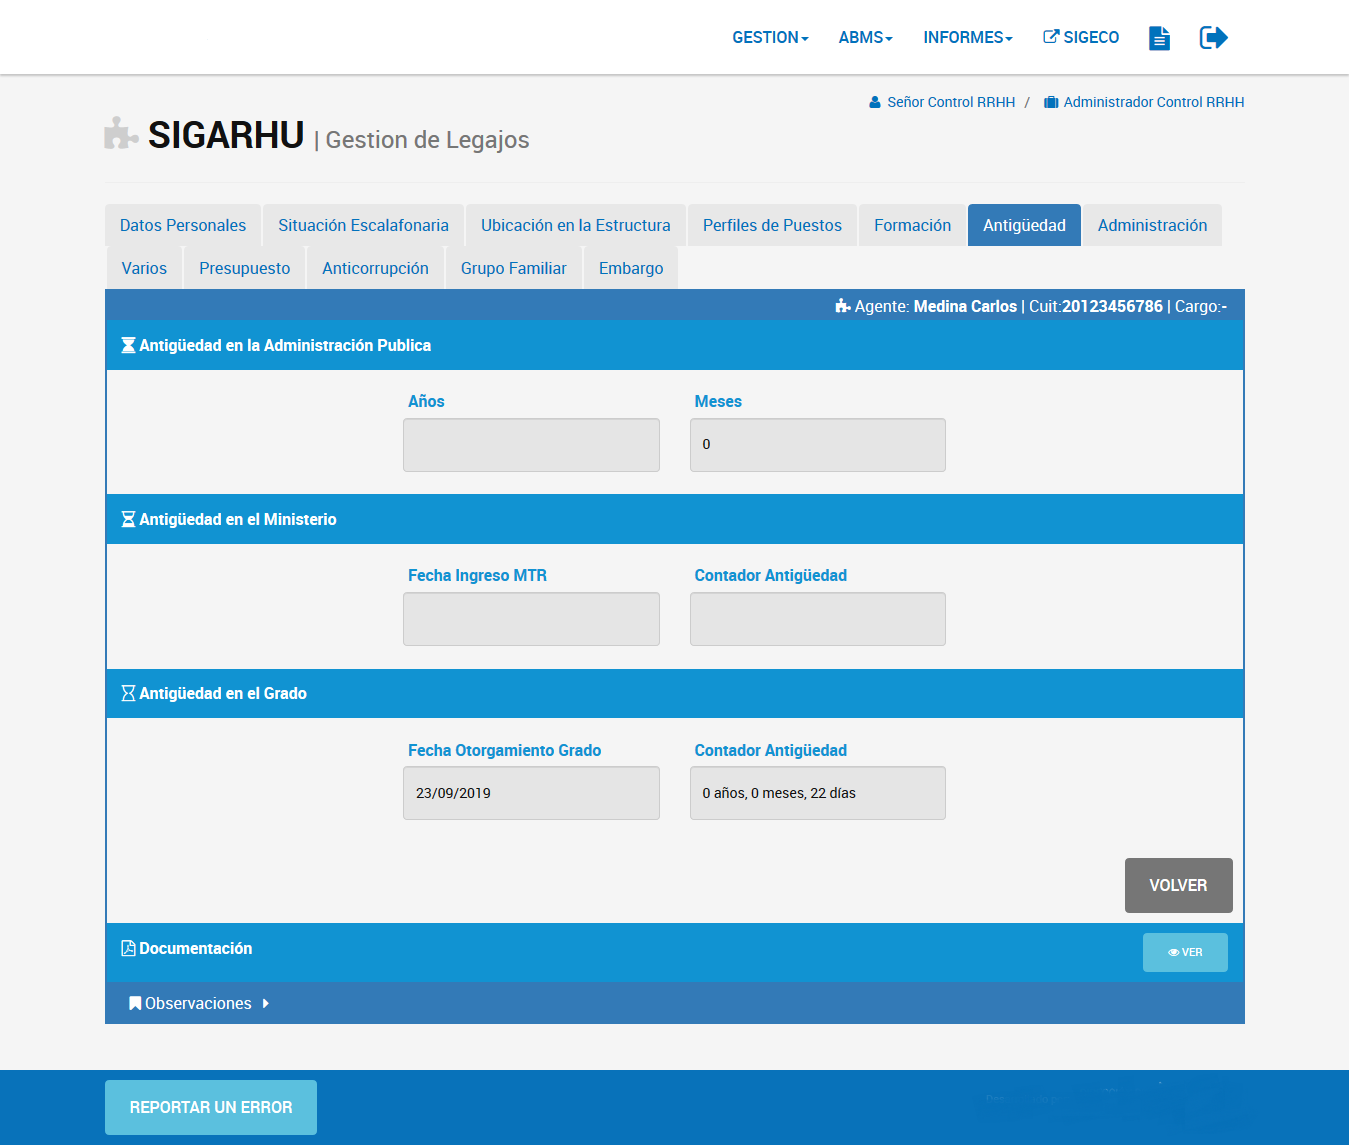 GESTION ABMS INFORMES SIGECO
Señor Control RRHH / Administrador Control RRHH
SIGARHU | Gestion de Legajos
Datos Personales Situación Escalafonaria Ubicación en la Estructura Perfiles de Puestos Formación Antigüedad Administración
Varios Presupuesto Anticorrupción Grupo Familiar Embargo
Agente: Medina Carlos | Cuit:20123456786 | Cargo:-
Antigüedad en la Administración Publica
Años Meses
0
Antigüedad en el Ministerio
Fecha Ingreso MTR Contador Antigüedad
Antigüedad en el Grado
Fecha Otorgamiento Grado Contador Antigüedad
23/09/2019 0 años, 0 meses, 22 días
VOLVER
Documentación VER
Observaciones
REPORTAR UN ERROR